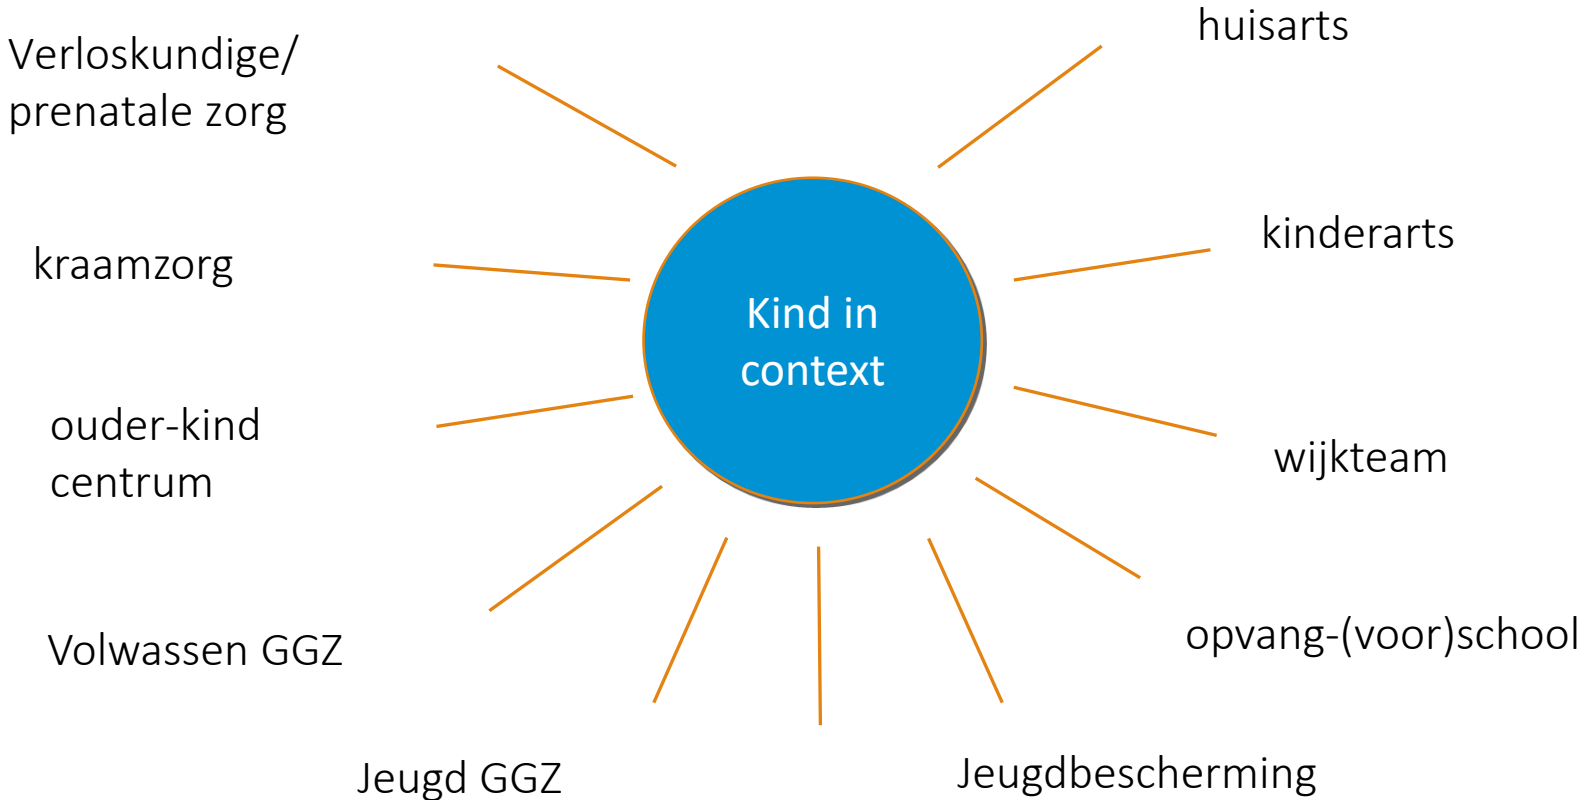 huisarts
Verloskundige/
prenatale zorg
kinderarts
kraamzorg
Kind in
context
ouder-kind
centrum
wijkteam
opvang-(voor)school
Volwassen GGZ
Jeugd GGZ
Jeugdbescherming